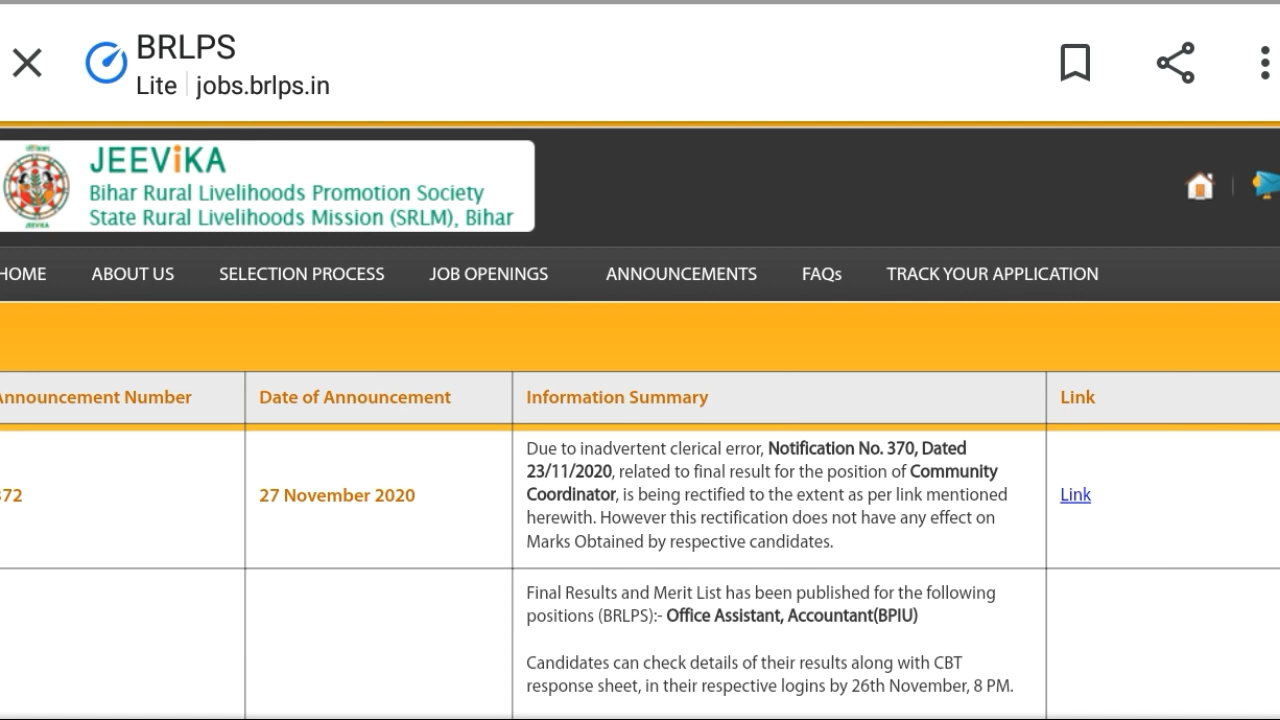 BRLPS
Lite jobs.brlps.in
JEEViKA
Bihar Rural Livelihoods Promotion Society
State Rural Livelihoods Mission (SRLM), Bihar
HOME ABOUT US SELECTION PROCESS JOB OPENINGS ANNOUNCEMENTS FAQs TRACK YOUR APPLICATION
Announcement Number Date of Announcement Information Summary Link
Due to inadvertent clerical error, Notification No. 370, Dated
23/11/2020, related to final result for the position of Community
372 27 November 2020 Coordinator, is being rectified to the extent as per link mentioned Link
herewith. However this rectification does not have any effect on
Marks Obtained by respective candidates.
Final Results and Merit List has been published for the following
positions (BRLPS):- Office Assistant, Accountant(BPIU)
Candidates can check details of their results along with CBT
response sheet, in their respective logins by 26th November, 8 PM.